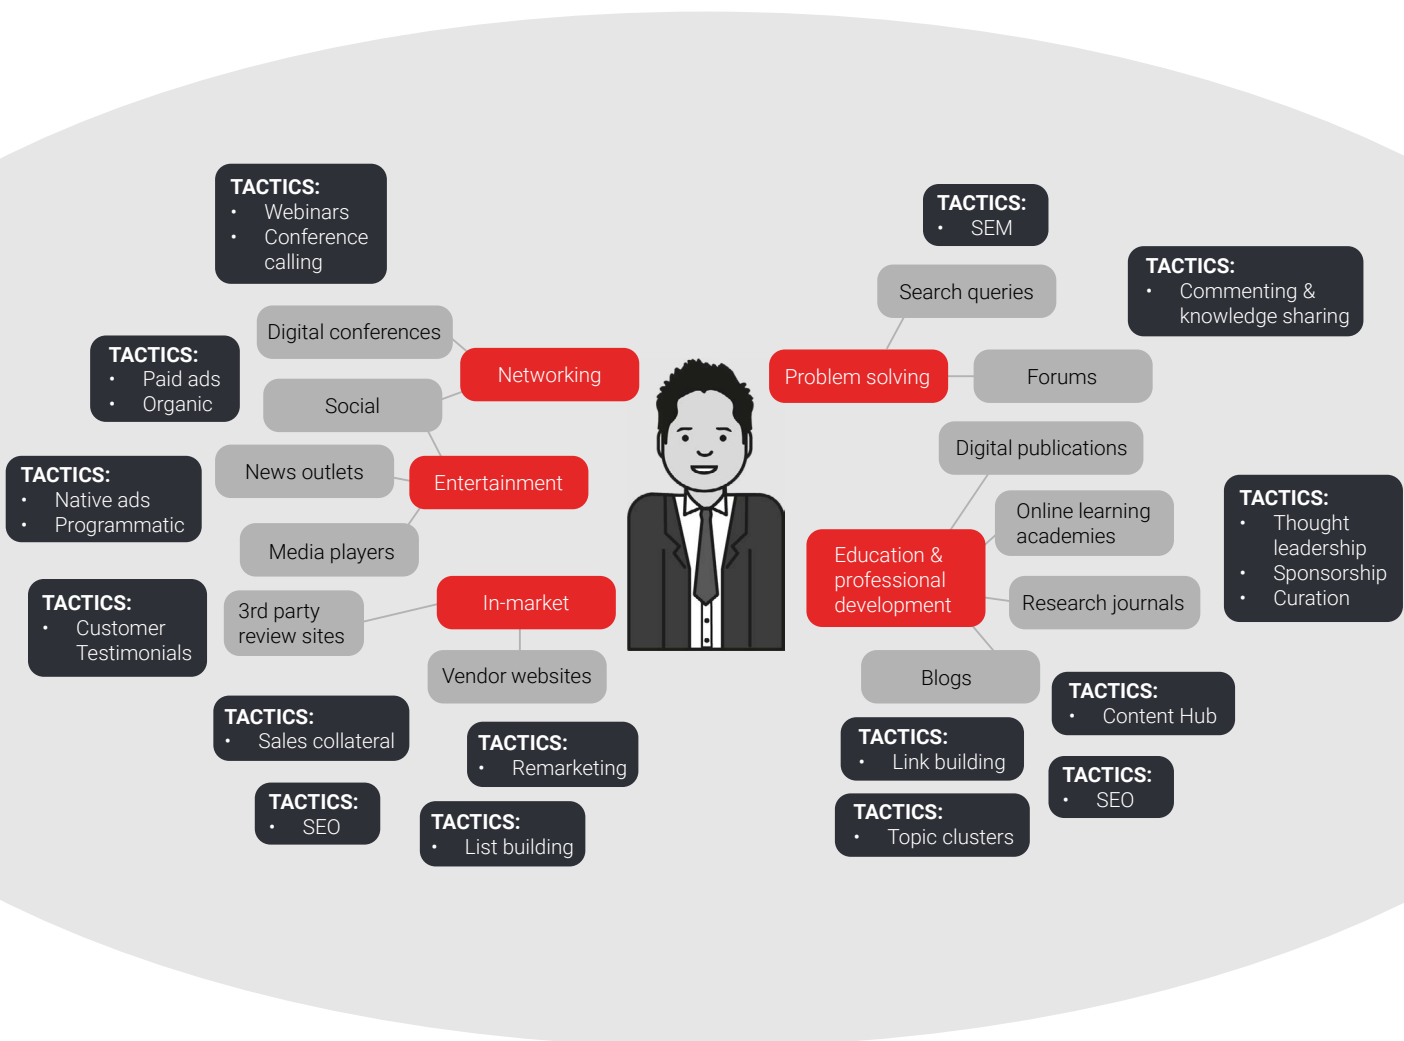 TACTICS:
• Webinars
• Conference
calling
Digital conferences
Networking
TACTICS:
• Paid ads
• Organic
Social
News outlets
Entertainment
TACTICS:
• Native ads
• Programmatic
Media players
In-market
TACTICS:
• Customer
Testimonials
3rd party
review sites
Vendor websites
TACTICS:
• Sales collateral
TACTICS:
• Remarketing
TACTICS:
• SEO
TACTICS:
• List building
TACTICS:
• SEM
Search queries
TACTICS:
• Commenting &
knowledge sharing
Problem solving
Forums
Digital publications
Online learning
academies
Education &
professional
development
Research journals
TACTICS:
• Thought
leadership
• Sponsorship
• Curation
Blogs
TACTICS:
• Content Hub
TACTICS:
• Link building
TACTICS:
• SEO
TACTICS:
• Topic clusters